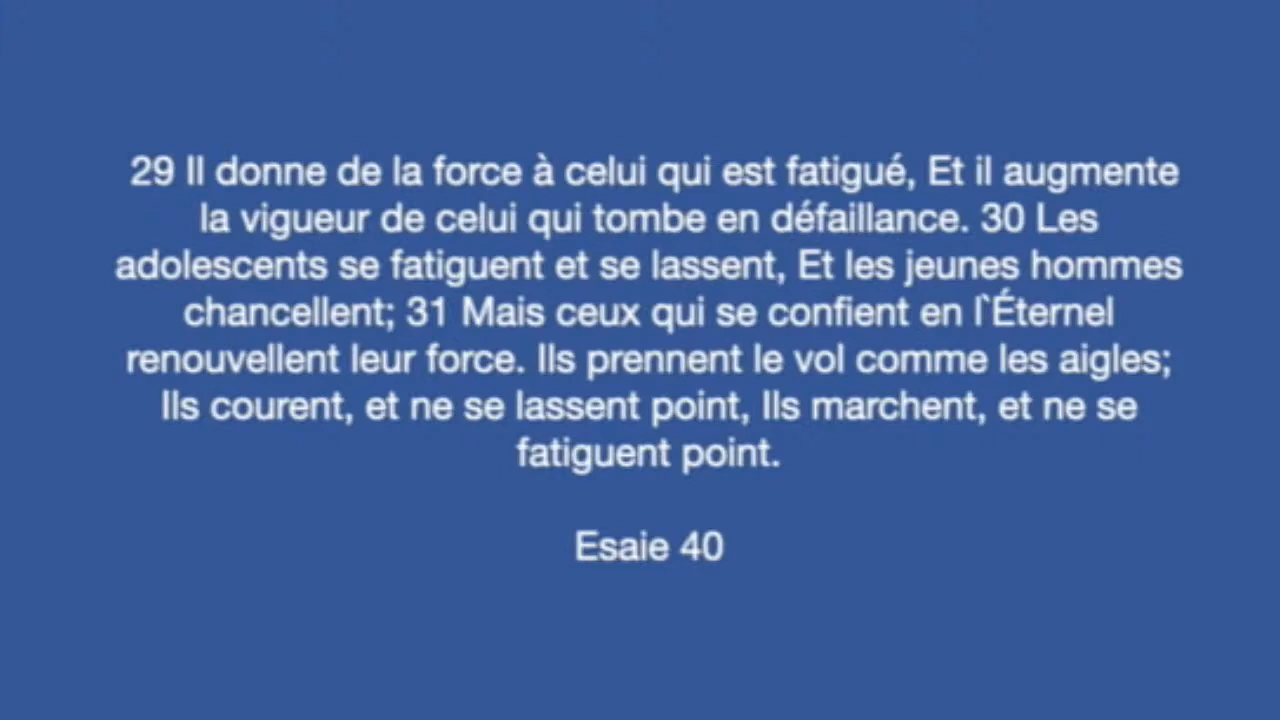 29 Il donne de la force à celui qui est fatigué, Et il augmente
la vigueur de celui qui tombe en défaillance. 30 Les
adolescents se fatiguent et se lassent, Et les jeunes hommes
chancellent; 31 Mais ceux qui se confient en l`Éternel
renouvellent leur force. Ils prennent le vol comme les aigles;
Ils courent, et ne se lassent point, Ils marchent, et ne se
fatiguent point.
Esaie 40